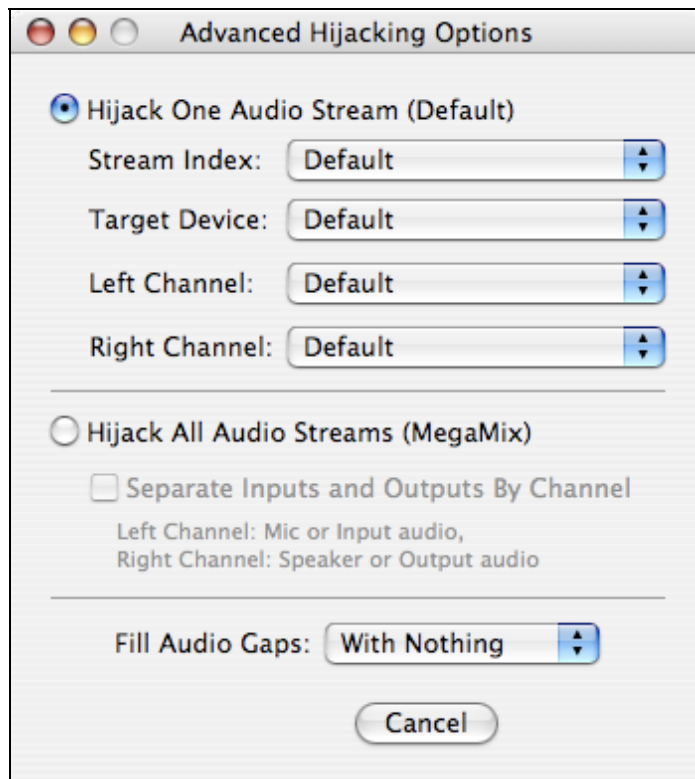 Advanced Hijacking Options
Hijack One Audio Stream (Default)
Stream Index: Default
Target Device: Default
Left Channel: Default
Right Channel: Default
Hijack All Audio Streams (MegaMix)
Separate Inputs and Outputs By Channel
Left Channel: Mic or Input audio,
Right Channel: Speaker or Output audio
Fill Audio Gaps: With Nothing
Cancel